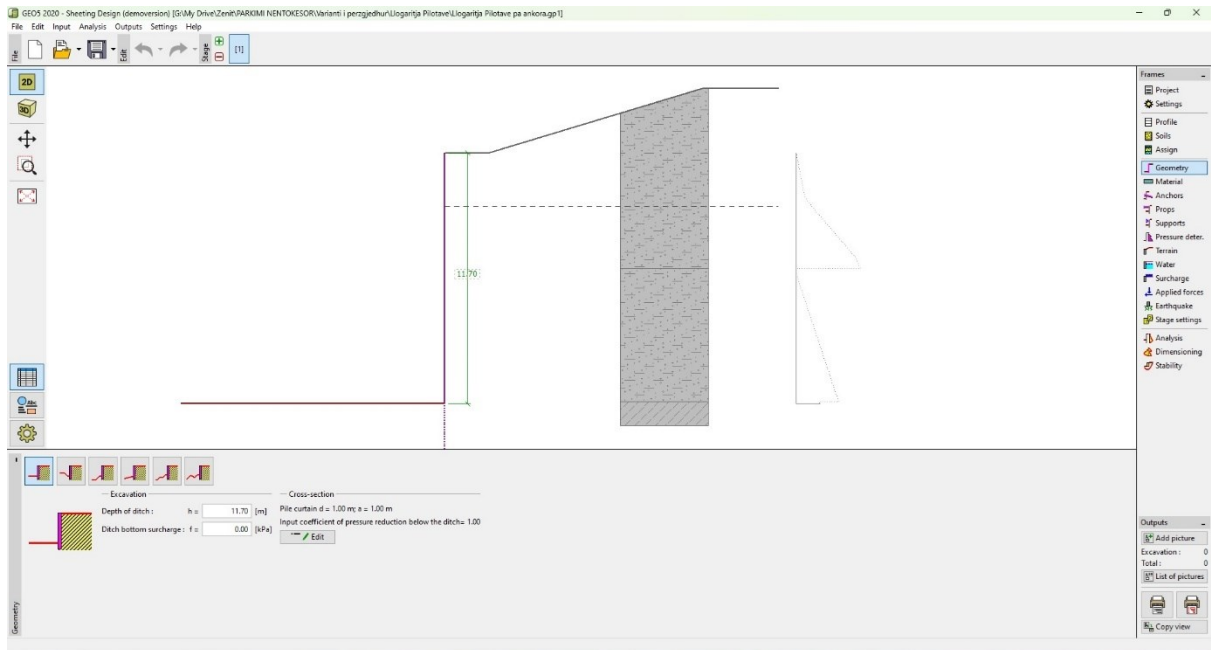 GEO5 2020 - Sheeting Design (demoversion) [G:\My Drive\Zenit\PARKIMI NENTOKESOR\Varianti i perzgjedhur\Llogaritja Pilotave\Llogaritja Pilotave pa ankora.gp1]
File Edit Input Analysis Outputs Settings Help
File
Edit
Stage
[1]
2D
3D
11.70
Abc
Frames
Project
Settings
Profile
Soils
Assign
Geometry
Material
Anchors
Props
Supports
Pressure deter.
Terrain
Water
Surcharge
Applied forces
Earthquake
Stage settings
Analysis
Dimensioning
Stability
Geometry
Excavation
Depth of ditch : h = 11.70 [m]
Ditch bottom surcharge : f = 0.00 [kPa]
Cross-section
Pile curtain d = 1.00 m; a = 1.00 m
Input coefficient of pressure reduction below the ditch= 1.00
Edit
Outputs
Add picture
Excavation : 0
Total : 0
List of pictures
Copy view